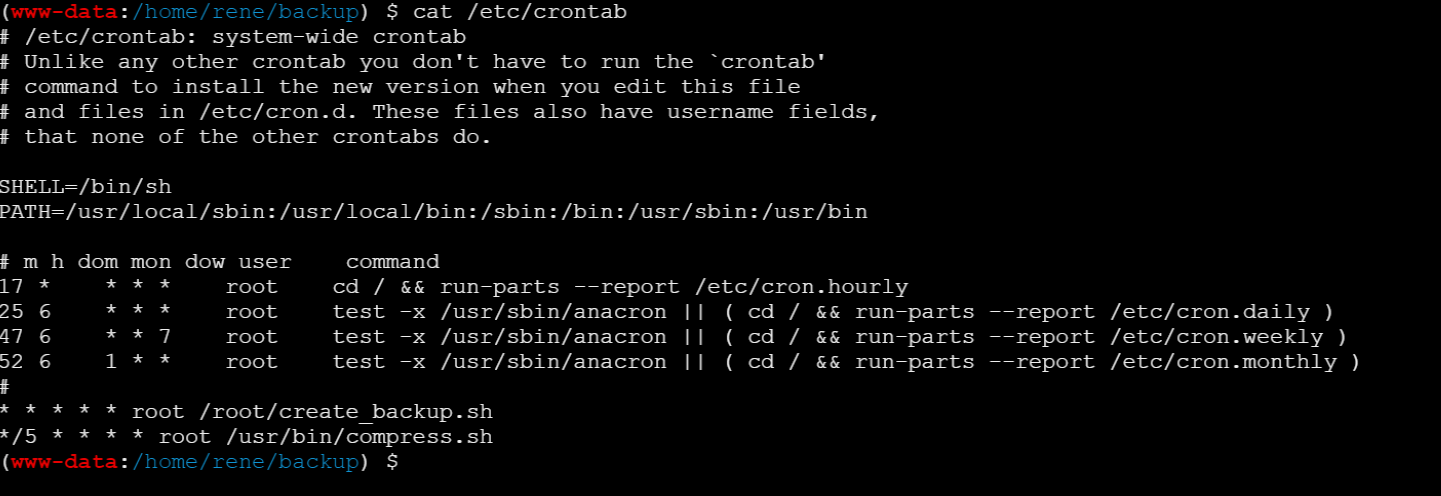 (www-data:/home/rene/backup) $ cat /etc/crontab
# /etc/crontab: system-wide crontab
# Unlike any other crontab you don't have to run the `crontab'
# command to install the new version when you edit this file
# and files in /etc/cron.d. These files also have username fields,
# that none of the other crontabs do.

SHELL=/bin/sh
PATH=/usr/local/sbin:/usr/local/bin:/sbin:/bin:/usr/sbin:/usr/bin

# m h dom mon dow user    command
17 *    * * *    root    cd / && run-parts --report /etc/cron.hourly
25 6    * * *    root    test -x /usr/sbin/anacron || ( cd / && run-parts --report /etc/cron.daily )
47 6    * * 7    root    test -x /usr/sbin/anacron || ( cd / && run-parts --report /etc/cron.weekly )
52 6    1 * *    root    test -x /usr/sbin/anacron || ( cd / && run-parts --report /etc/cron.monthly )
#
* * * * * root /root/create_backup.sh
*/5 * * * * root /usr/bin/compress.sh
(www-data:/home/rene/backup) $